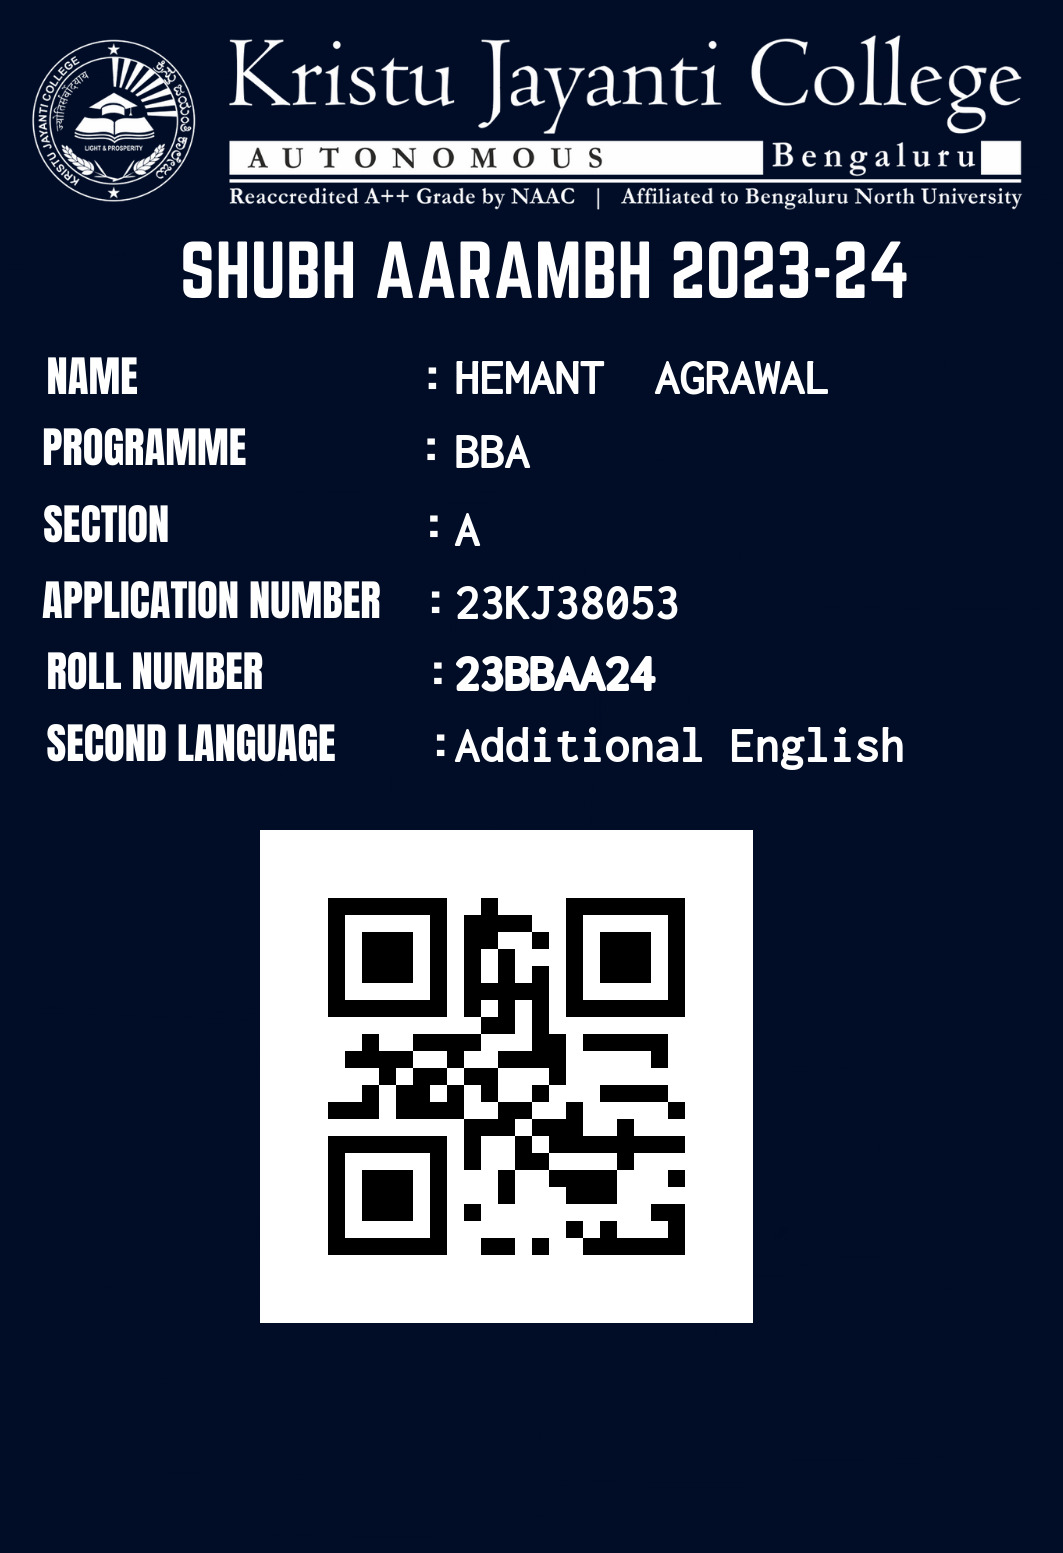 Kristu Jayanti College
AUTONOMOUS Bengaluru
Reaccredited A++ Grade by NAAC | Affiliated to Bengaluru North University
KRISTU JAYANTI COLLEGE
LIGHT & PROSPERITY
SHUBH AARAMBH 2023-24
NAME : HEMANT AGRAWAL
PROGRAMME : BBA
SECTION : A
APPLICATION NUMBER : 23KJ38053
ROLL NUMBER : 23BBAA24
SECOND LANGUAGE : Additional English